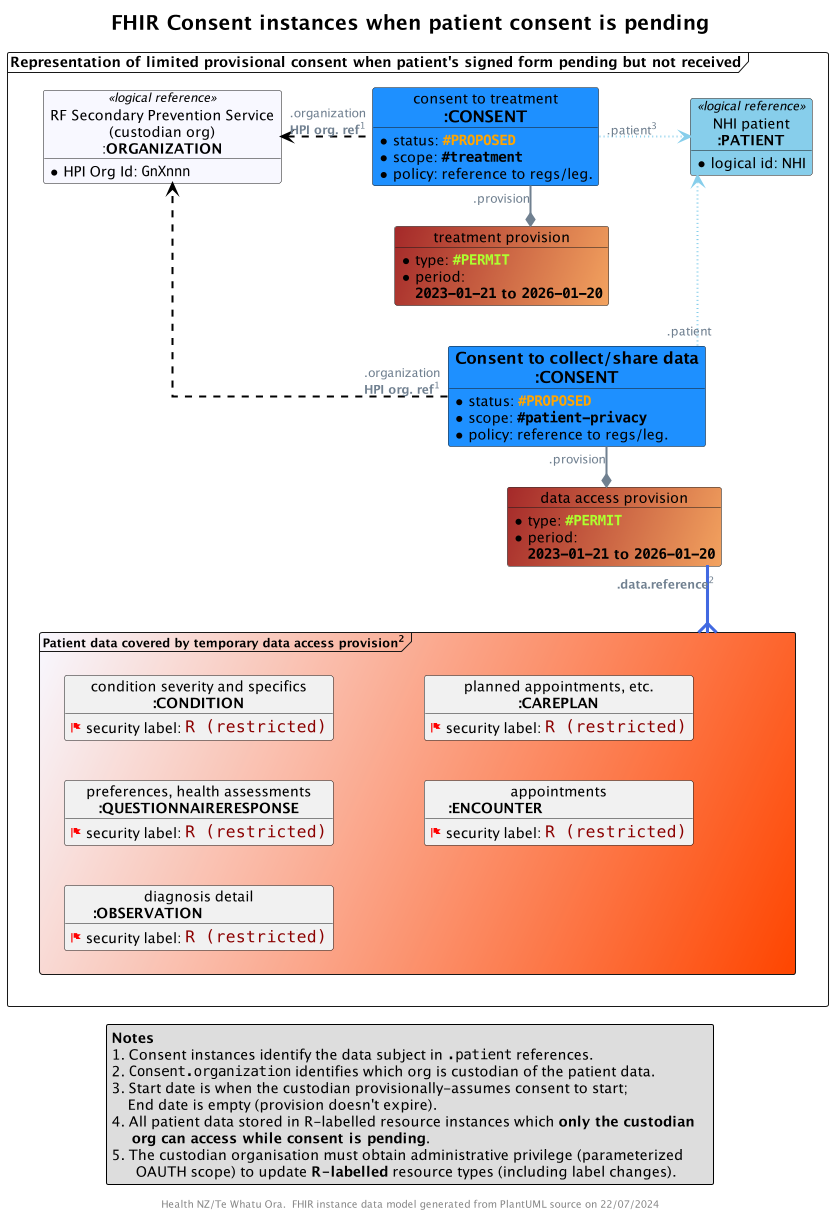 FHIR Consent instances when patient consent is pending
Representation of limited provisional consent when patient's signed form pending but not received
«logical reference»
RF Secondary Prevention Service
(custodian org)
:ORGANIZATION
• HPI Org Id: GnXnnn
.organization
HPI org. ref1
consent to treatment
:CONSENT
• status: #PROPOSED
• scope: #treatment
• policy: reference to regs/leg.
.patient3
«logical reference»
NHI patient
:PATIENT
• logical id: NHI
.provision
treatment provision
• type: #PERMIT
• period:
2023-01-21 to 2026-01-20
.patient
.organization
HPI org. ref1
Consent to collect/share data
:CONSENT
• status: #PROPOSED
• scope: #patient-privacy
• policy: reference to regs/leg.
.provision
data access provision
• type: #PERMIT
• period:
2023-01-21 to 2026-01-20
.data.reference2
Patient data covered by temporary data access provision2
condition severity and specifics
:CONDITION
security label: R (restricted)
planned appointments, etc.
:CAREPLAN
security label: R (restricted)
preferences, health assessments
:QUESTIONNAIRERESPONSE
security label: R (restricted)
appointments
:ENCOUNTER
security label: R (restricted)
diagnosis detail
:OBSERVATION
security label: R (restricted)
Notes
1. Consent instances identify the data subject in .patient references.
2. Consent.organization identifies which org is custodian of the patient data.
3. Start date is when the custodian provisionally-assumes consent to start;
End date is empty (provision doesn't expire).
4. All patient data stored in R-labelled resource instances which only the custodian
org can access while consent is pending.
5. The custodian organisation must obtain administrative privilege (parameterized
OAUTH scope) to update R-labelled resource types (including label changes).
Health NZ/Te Whatu Ora. FHIR instance data model generated from PlantUML source on 22/07/2024